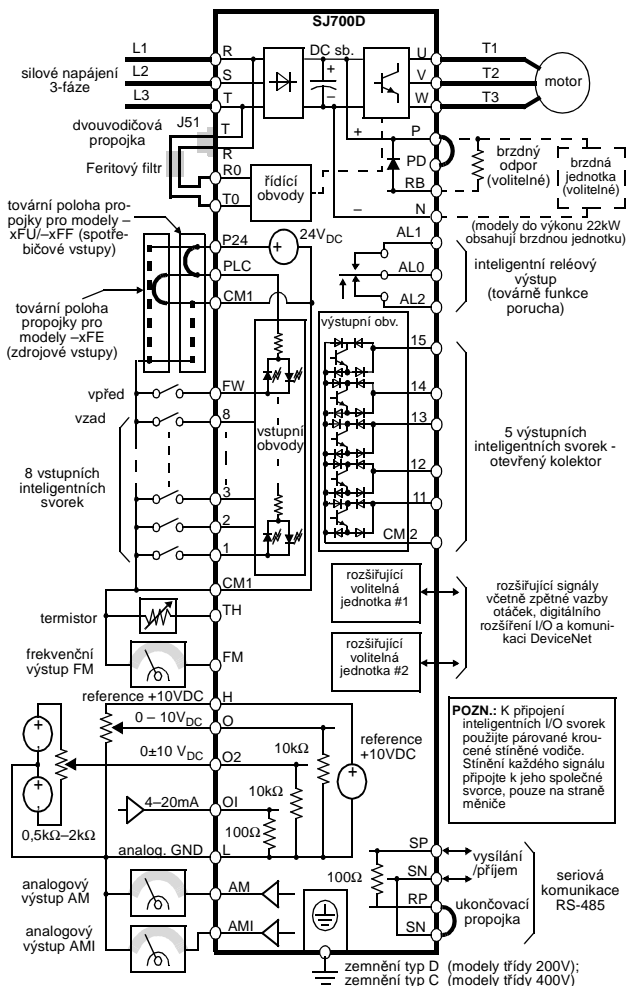 SJ700D
L1
L2
L3
silové napájení
3-fáze
R
S
T
DC sb.
+
–
U
V
W
T1
T2
T3
motor
dvouvodičová
propojka
J51
T
R
Feritový filtr
R0
T0
řídící
obvody
+
–
P
PD
RB
N
brzdný
odpor
(volitelné)
brzdná
jednotka
(volitelné)
(modely do výkonu 22kW
obsahují brzdnou jednotku)
tovární poloha pro-
pojky pro modely –
xFU/–xFF (spotře-
bičové vstupy)
tovární poloha
propojky pro
modely –xFE
(zdrojové vstupy)
P24
PLC
CM1
+
24VDC
AL1
AL0
AL2
inteligentní reléový
výstup
(továrně funkce
porucha)
výstupní obv.
15
14
13
12
11
CM 2
5 výstupních
inteligentních svorek -
otevřený kolektor
vpřed
vzad
8 vstupních
inteligentních
svorek
FW
8
3
2
1
vstupní
obvody
CM1
TH
FM
termistor
frekvenční
výstup FM
rozšiřující
volitelná
jednotka #1
rozšiřující
volitelná
jednotka #2
rozšiřující signály
včetně zpětné vazby
otáček, digitálního
rozšíření I/O a komuni-
kaci DeviceNet
reference +10VDC
H
0 – 10VDC
O
0±10 VDC
O2
4–20mA
OI
analog. GND
L
+
+
0,5kΩ–2kΩ
10kΩ
10kΩ
100Ω
reference
+10VDC
+
POZN.: K připojení
inteligentních I/O svorek
použijte párované krou-
cené stíněné vodiče.
Stínění každého signálu
připojte k jeho společné
svorce, pouze na straně
měniče
analogový
výstup AM
AM
analogový
výstup AMI
AMI
100Ω
SP
SN
RP
SN
vysílání
/příjem
ukončovací
propojka
seriová
komunikace
RS-485
zemnění typ D (modely třídy 200V);
zemnění typ C (modely třídy 400V)